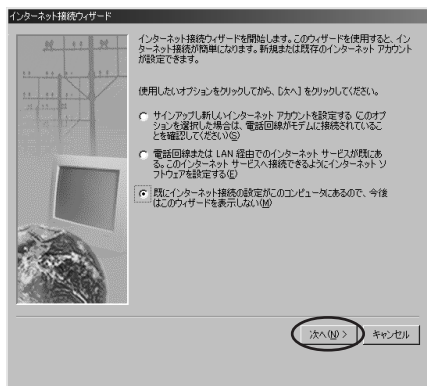 インターネット接続ウィザード
インターネット接続ウィザードを開始します。このウィザードを使用すると、イン
ターネット接続が簡単になります。新規または既存のインターネット アカウント
が設定できます。
使用したいオプションをクリックしてから、[次へ] をクリックしてください。
サインアップし新しいインターネット アカウントを設定する (このオプ
ションを選択した場合は、電話回線がモデムに接続されているこ
とを確認してください)(S)
電話回線または LAN 経由でのインターネット サービスが既にあ
る。このインターネット サービスへ接続できるようにインターネット ソ
フトウェアを設定する(E)
既にインターネット接続の設定がこのコンピュータにあるので、今後
はこのウィザードを表示しない(M)
次へ(N) >
キャンセル